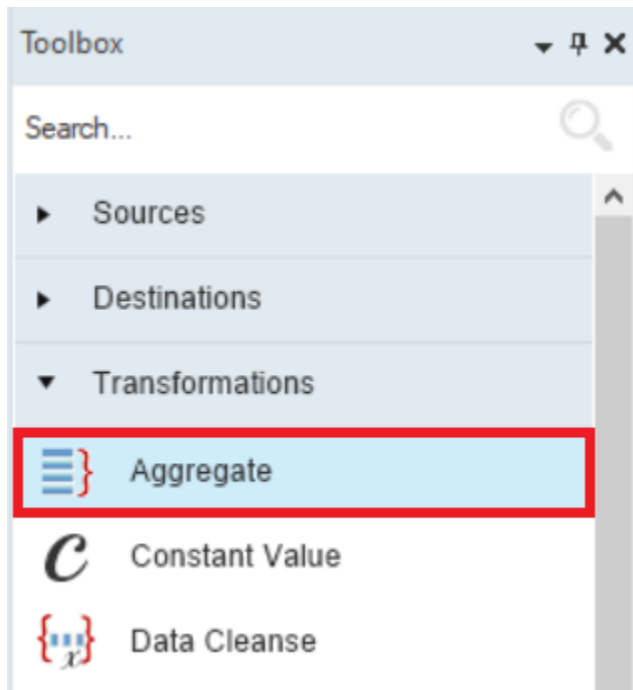 Toolbox
Search...
Sources
Destinations
Transformations
Aggregate
Constant Value
Data Cleanse